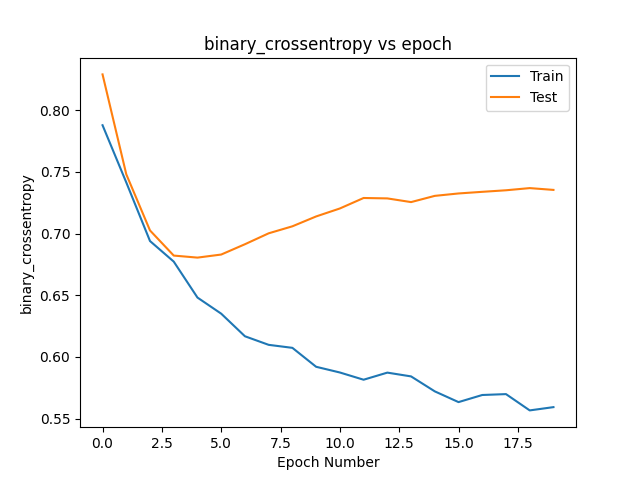 binary_crossentropy vs epoch
Train
Test
binary_crossentropy
0.80
0.75
0.70
0.65
0.60
0.55
0.0 2.5 5.0 7.5 10.0 12.5 15.0 17.5
Epoch Number